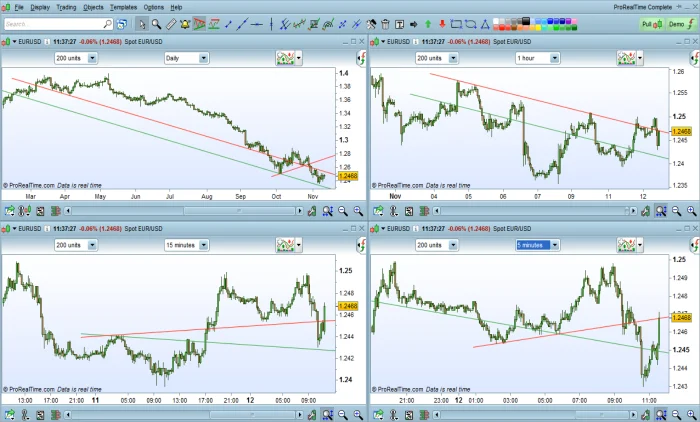 File Display Trading Objects Templates Options Help ProRealTime Complete
Search Pull Demo
EURUSD 11:37:27 -0.06% (1.2468) Spot EUR/USD
200 units Daily
1.4
1.38
1.36
1.34
1.32
1.3
1.28
1.26
1.2468
1.24
© ProRealTime.com Data is real time
Mar Apr May Jun Jul Aug Sep Oct Nov
EURUSD 11:37:27 -0.06% (1.2468) Spot EUR/USD
200 units 1 hour
1.26
1.255
1.25
1.2468
1.24
1.235
© ProRealTime.com Data is real time
Nov 04 05 06 07 09 11 12
EURUSD 11:37:27 -0.06% (1.2468) Spot EUR/USD
200 units 15 minutes
1.25
1.248
1.2468
1.246
1.244
1.242
1.24
© ProRealTime.com Data is real time
13:00 17:00 21:00 11 05:00 09:00 13:00 17:00 21:00 12 05:00 09:00
EURUSD 11:37:27 -0.06% (1.2468) Spot EUR/USD
200 units 5 minutes
1.25
1.249
1.248
1.2468
1.246
1.245
1.244
1.243
© ProRealTime.com Data is real time
21:00 23:00 12 01:00 03:00 05:00 07:00 09:00 11:00